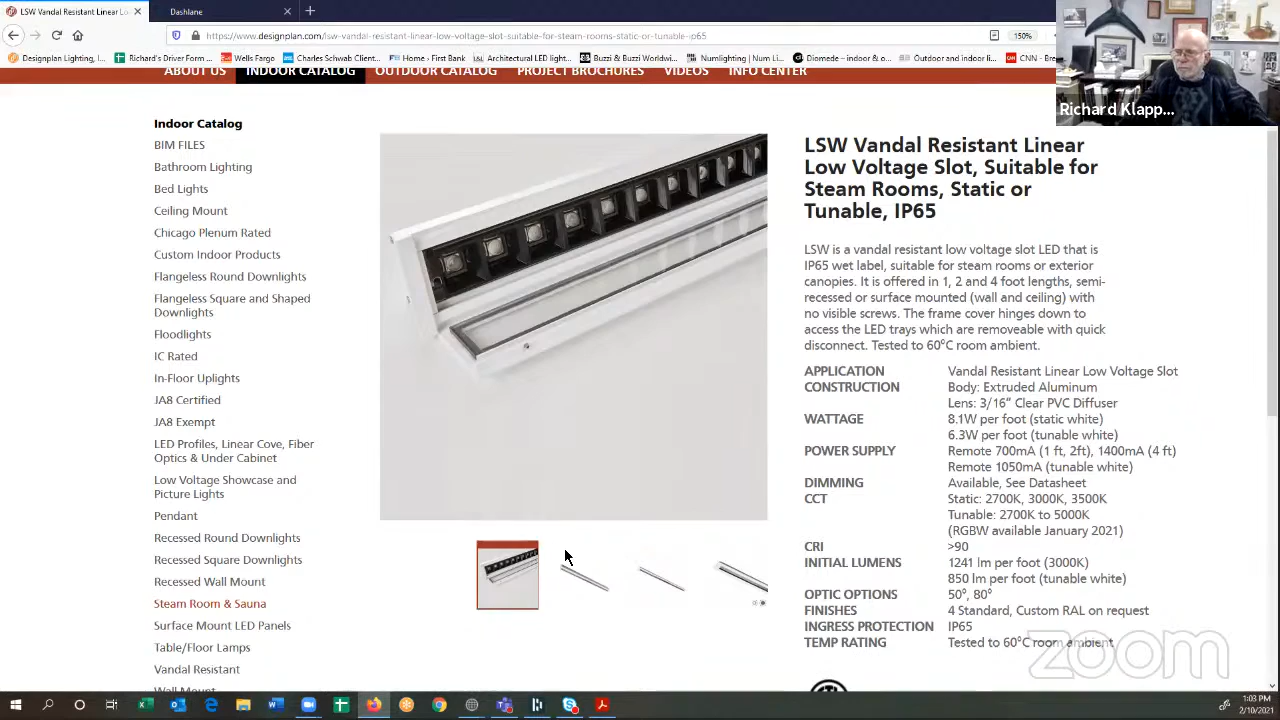 LSW Vandal Resistant Linear Lo
Dashlane
https://www.designplan.com/lsw-vandal-resistant-linear-low-voltage-slot-suitable-for-steam-rooms-static-or-tunable-ip65
150%
Designplan Lighting, I...
Richard's Driver Form...
Wells Fargo
Charles Schwab Client...
Home › First Bank
Architectural LED light...
Buzzi & Buzzi Worldwi...
Numlighting | Num Li...
Diomede – indoor & o...
Outdoor and indoor li...
CNN - Bre
ABOUT US
INDOOR CATALOG
OUTDOOR CATALOG
PROJECT BROCHURES
VIDEOS
INFO CENTER
Richard Klapp...
Indoor Catalog
BIM FILES
Bathroom Lighting
Bed Lights
Ceiling Mount
Chicago Plenum Rated
Custom Indoor Products
Flangeless Round Downlights
Flangeless Square and Shaped
Downlights
Floodlights
IC Rated
In-Floor Uplights
JA8 Certified
JA8 Exempt
LED Profiles, Linear Cove, Fiber
Optics & Under Cabinet
Low Voltage Showcase and
Picture Lights
Pendant
Recessed Round Downlights
Recessed Square Downlights
Recessed Wall Mount
Steam Room & Sauna
Surface Mount LED Panels
Table/Floor Lamps
Vandal Resistant
Wall Mount
LSW Vandal Resistant Linear
Low Voltage Slot, Suitable for
Steam Rooms, Static or
Tunable, IP65
LSW is a vandal resistant low voltage slot LED that is
IP65 wet label, suitable for steam rooms or exterior
canopies. It is offered in 1, 2 and 4 foot lengths, semi-
recessed or surface mounted (wall and ceiling) with
no visible screws. The frame cover hinges down to
access the LED trays which are removeable with quick
disconnect. Tested to 60°C room ambient.
APPLICATION Vandal Resistant Linear Low Voltage Slot
CONSTRUCTION Body: Extruded Aluminum
Lens: 3/16" Clear PVC Diffuser
WATTAGE 8.1W per foot (static white)
6.3W per foot (tunable white)
POWER SUPPLY Remote 700mA (1 ft, 2ft), 1400mA (4 ft)
Remote 1050mA (tunable white)
DIMMING Available, See Datasheet
CCT Static: 2700K, 3000K, 3500K
Tunable: 2700K to 5000K
(RGBW available January 2021)
CRI >90
INITIAL LUMENS 1241 lm per foot (3000K)
850 lm per foot (tunable white)
OPTIC OPTIONS 50°, 80°
FINISHES 4 Standard, Custom RAL on request
INGRESS PROTECTION IP65
TEMP RATING Tested to 60°C room ambient
zoom
1:03 PM
2/10/2021